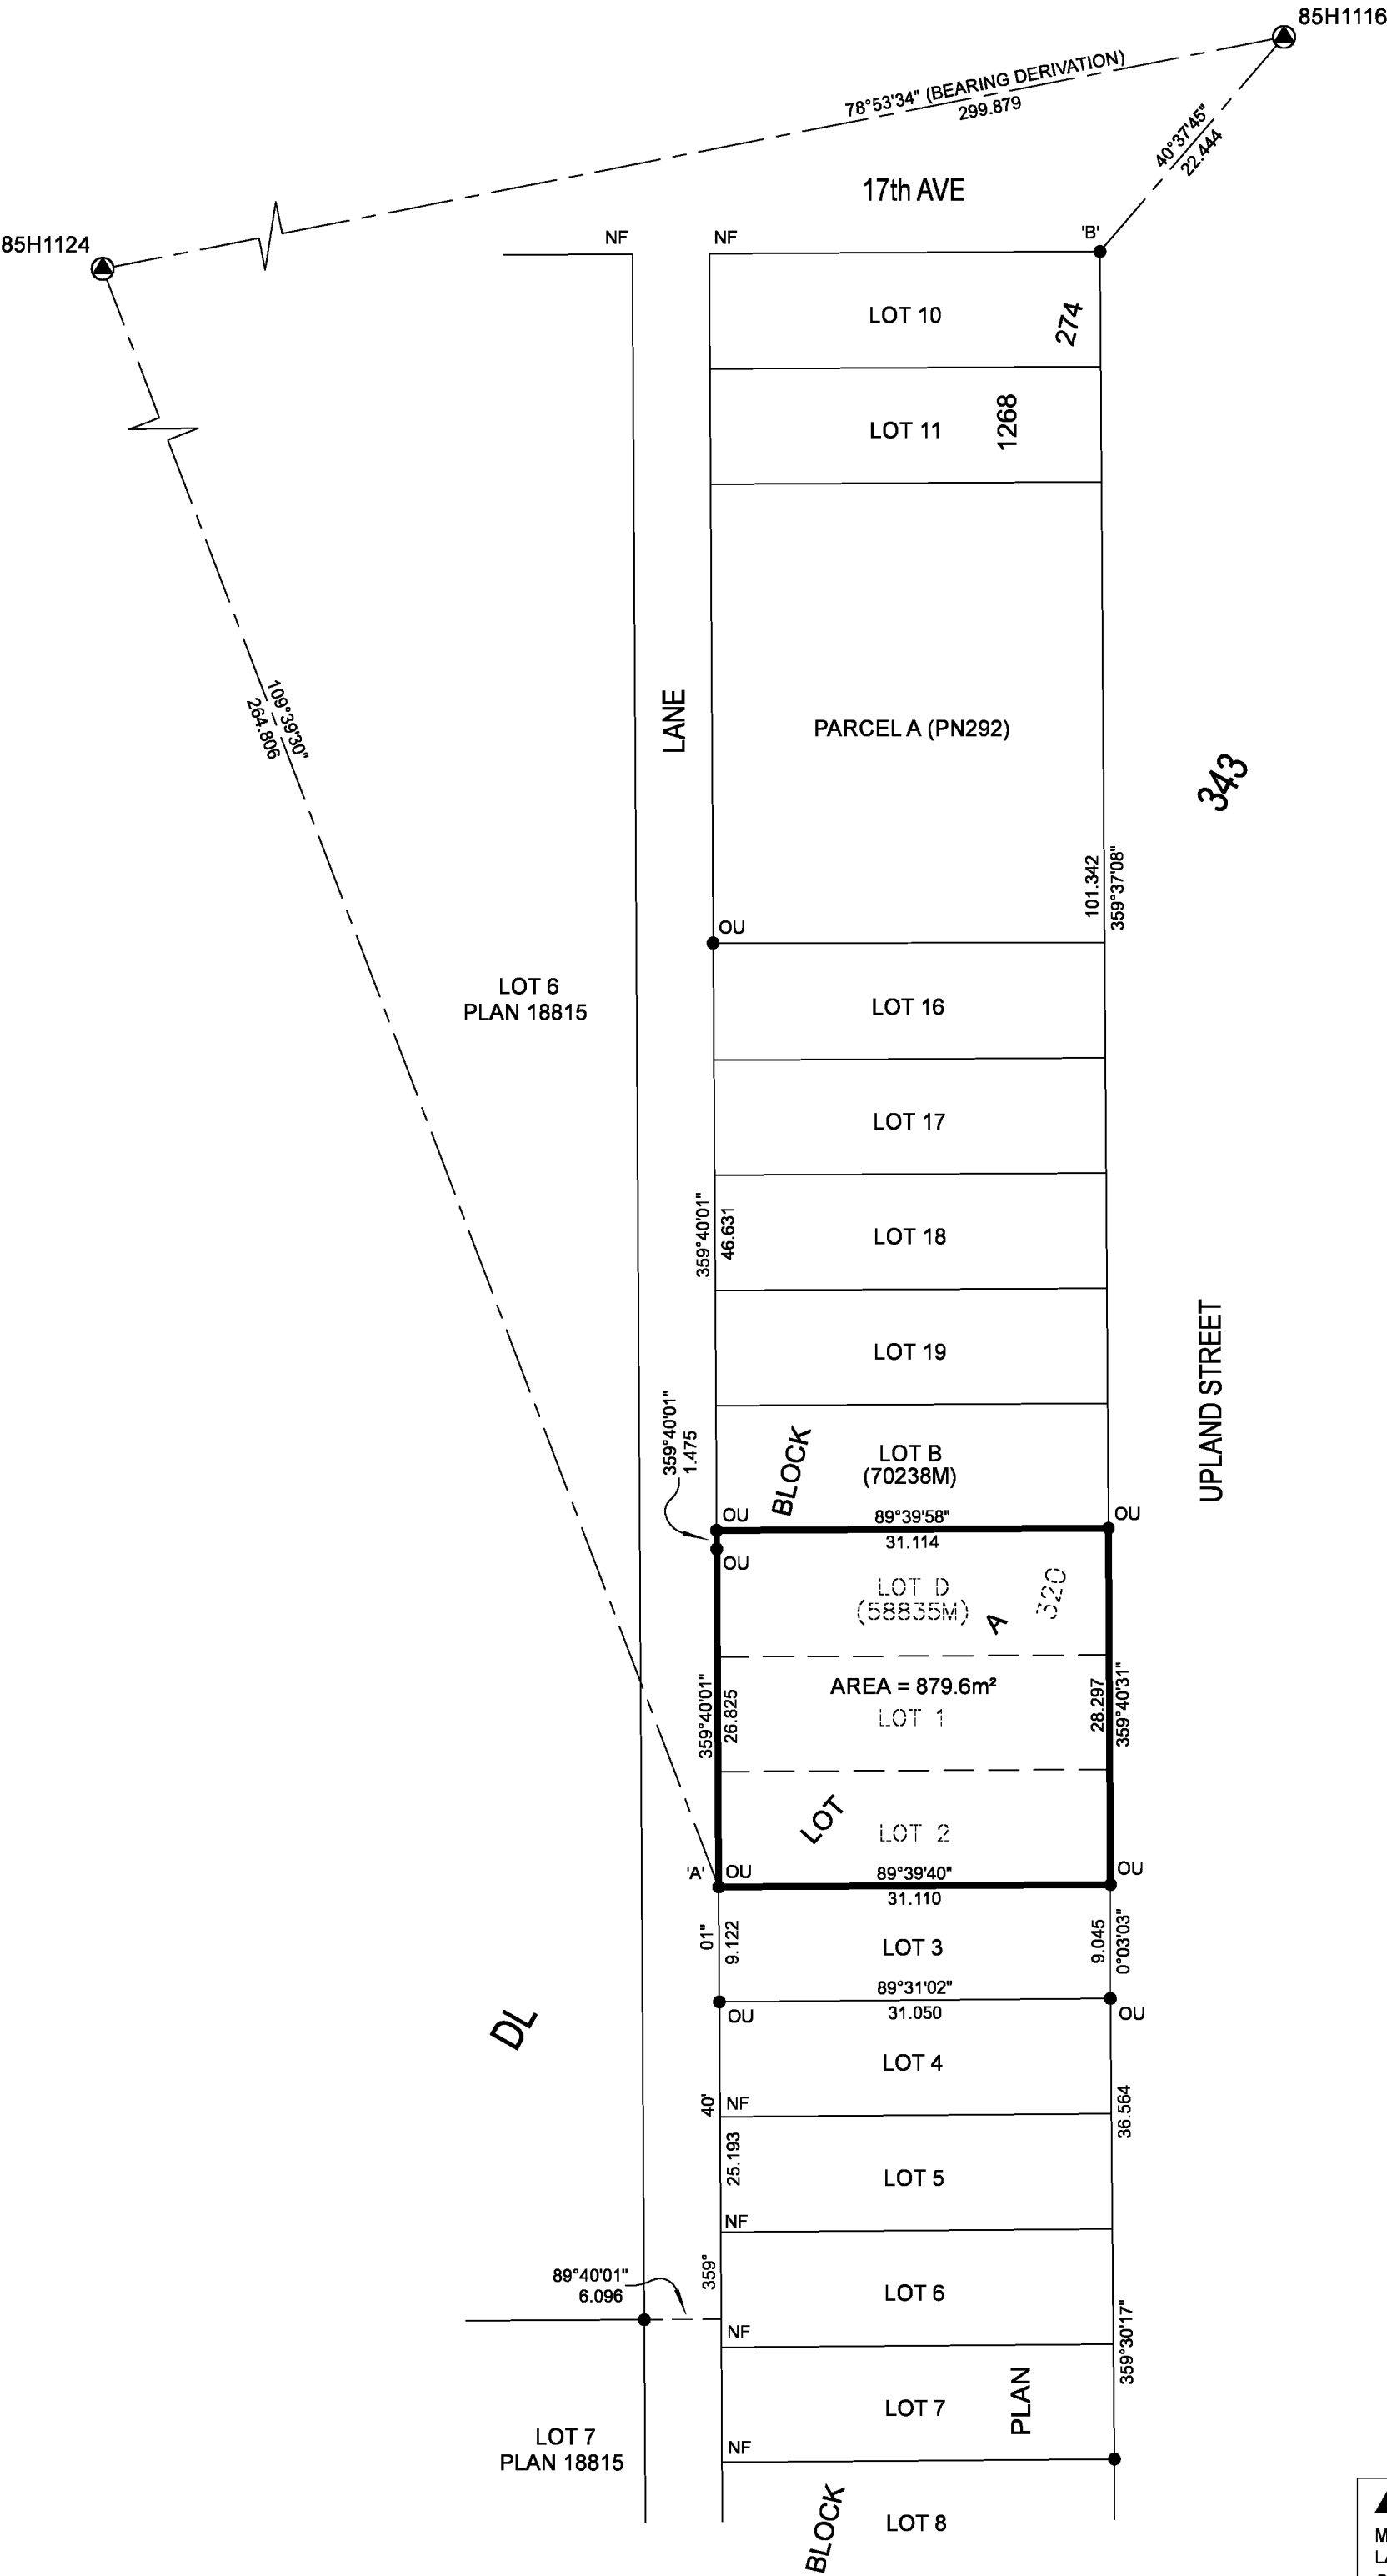 85H1116
78°53'34" (BEARING DERIVATION)
299.879
40°37'45"
22.444
17th AVE
85H1124
NF
NF
'B'
LOT 10
274
LOT 11
1268
109°39'30"
264.806
LANE
PARCEL A (PN292)
343
101.342
359°37'08"
OU
LOT 6
PLAN 18815
LOT 16
LOT 17
359°40'01"
46.631
LOT 18
UPLAND STREET
LOT 19
359°40'01"
1.475
BLOCK
LOT B
(70238M)
OU
89°39'58"
31.114
OU
OU
LOT D
(58835M)
A
320
359°40'01"
26.825
AREA = 879.6m²
LOT 1
28.297
359°40'31"
LOT
LOT 2
'A'
OU
89°39'40"
31.110
OU
01"
9.122
LOT 3
9.045
0°03'03"
89°31'02"
31.050
OU
OU
DL
LOT 4
40'
NF
36.564
25.193
LOT 5
NF
89°40'01"
6.096
359°
LOT 6
NF
359°30'17"
LOT 7
PLAN
LOT 7
PLAN 18815
NF
BLOCK
LOT 8
M